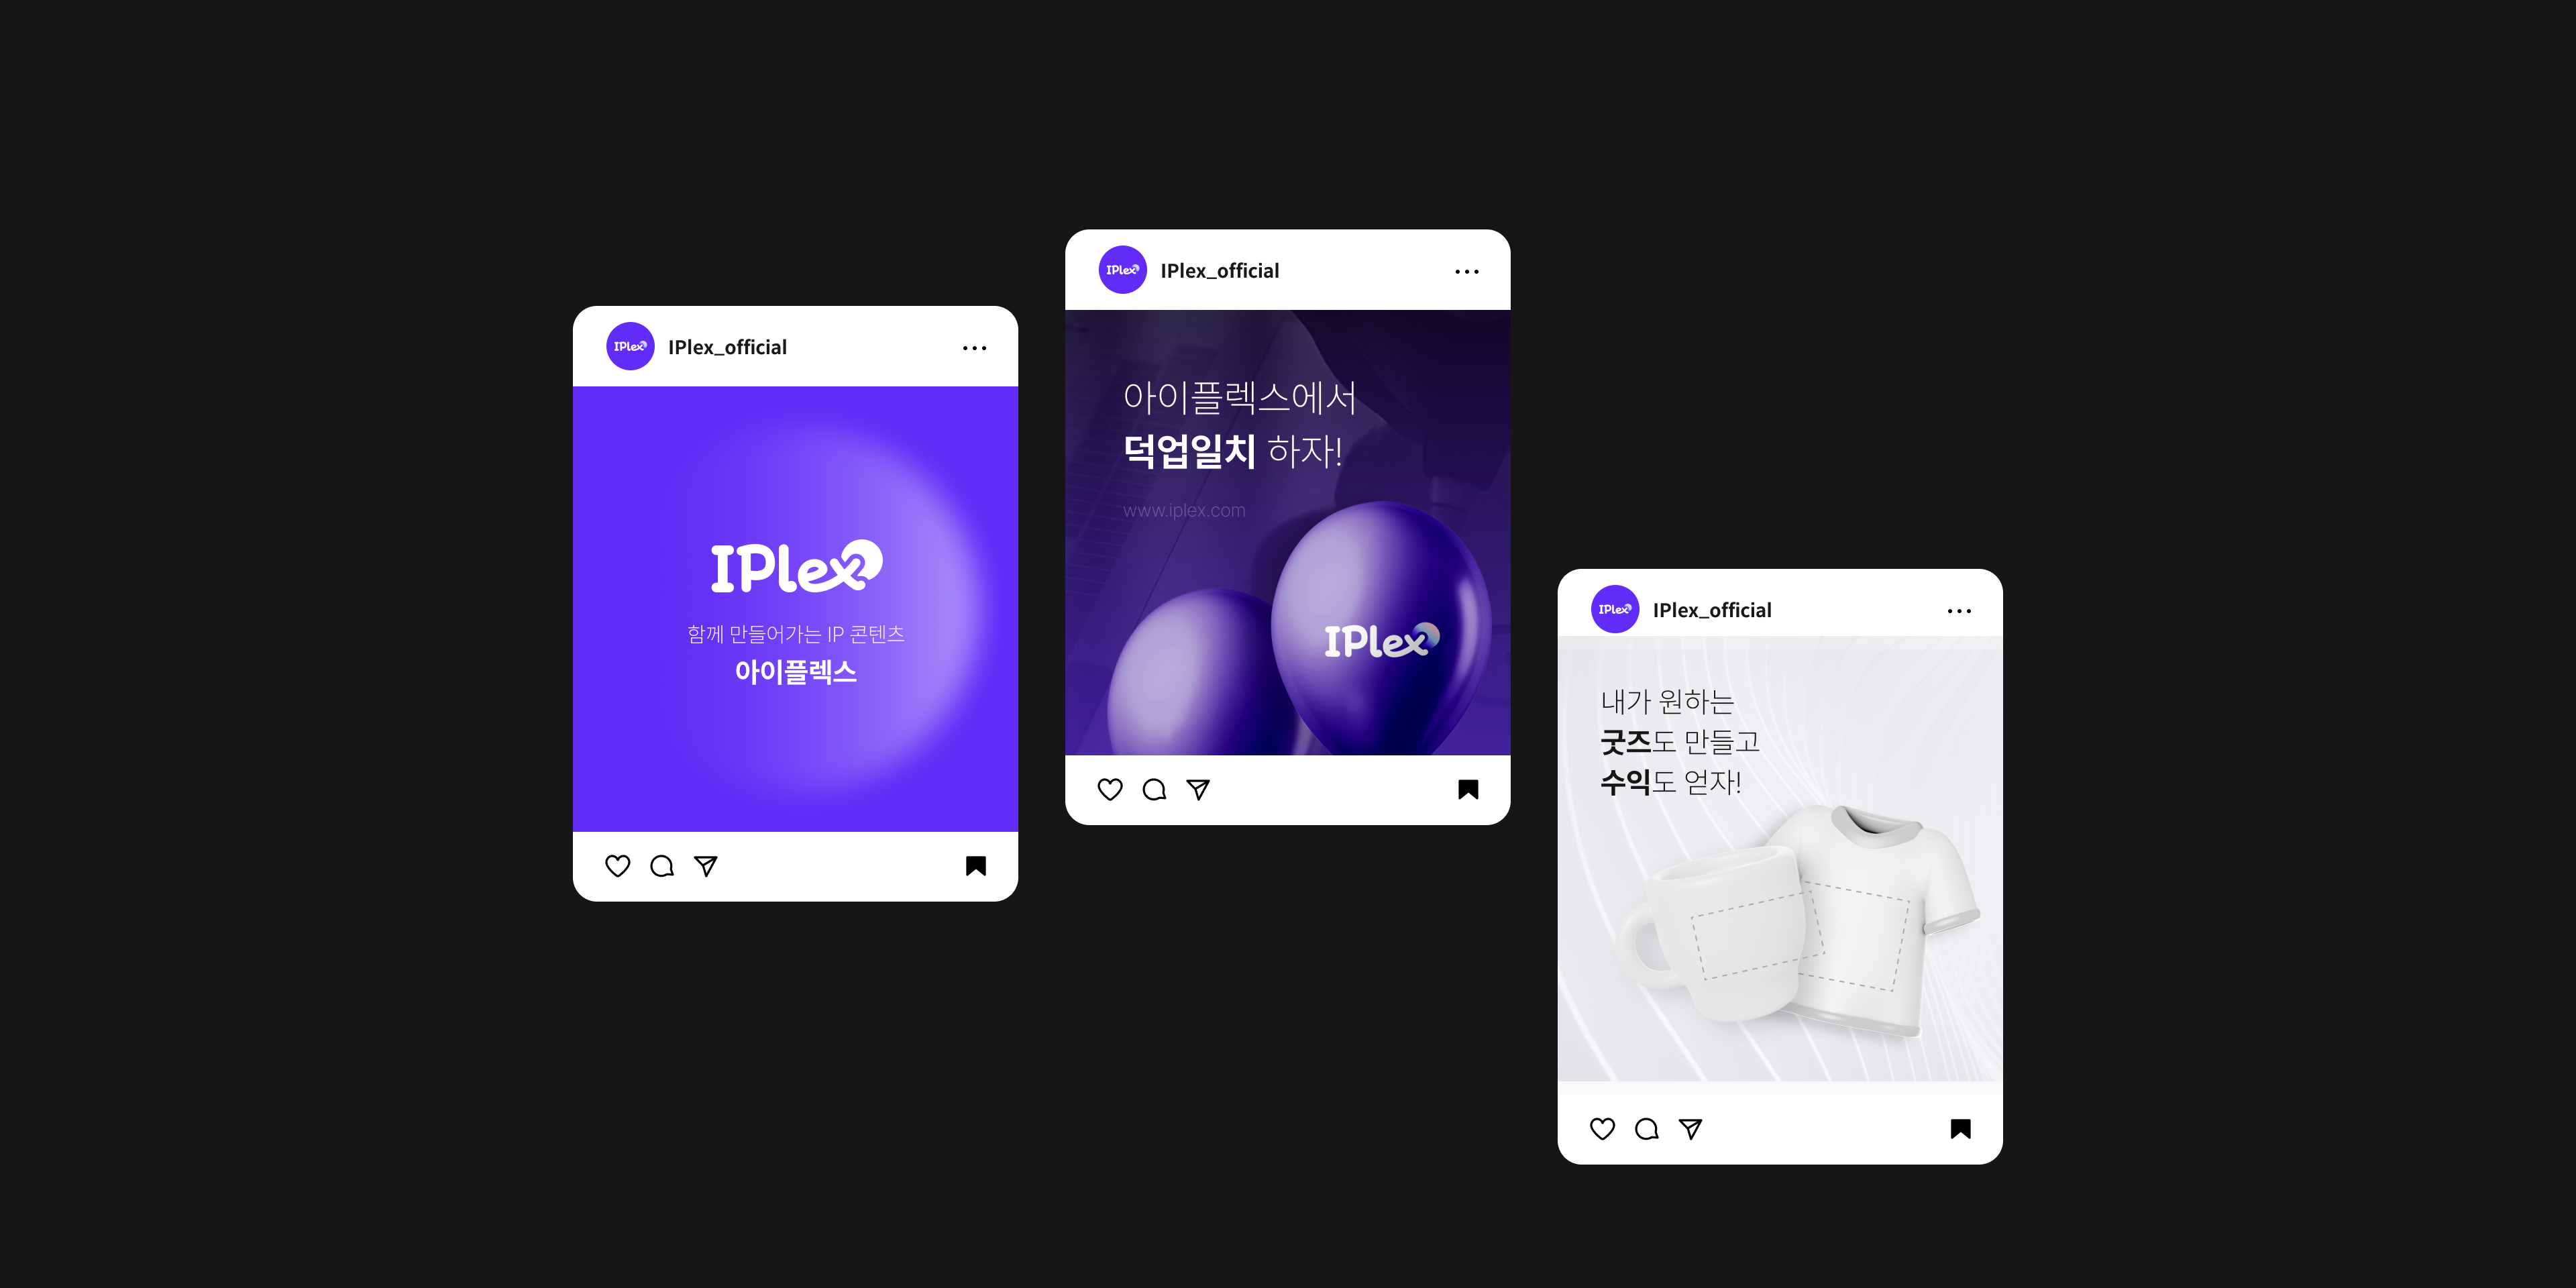 IPlex
IPlex_official
IPlex
함께 만들어가는 IP 콘텐츠
아이플렉스
IPlex
IPlex_official
아이플렉스에서
덕업일치 하자!
www.iplex.com
IPlex
IPlex
IPlex_official
내가 원하는
굿즈도 만들고
수익도 얻자!